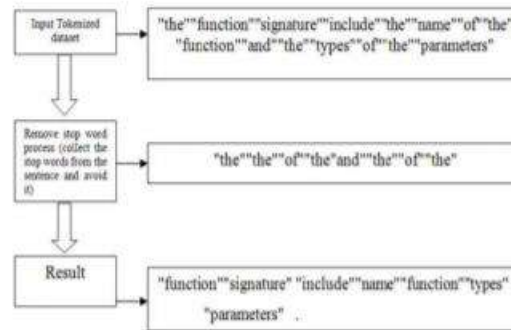 Input Tokenized
dataset
"the""function""signature""include""the""name""of""the"
"function""and""the""types""of""the""parameters"
Remove stop word
process (collect the
stop words from the
sentence and avoid
it)
"the""the""of""the"and""the""of""the"
Result
"function""signature" "include""name""function""types"
"parameters" .